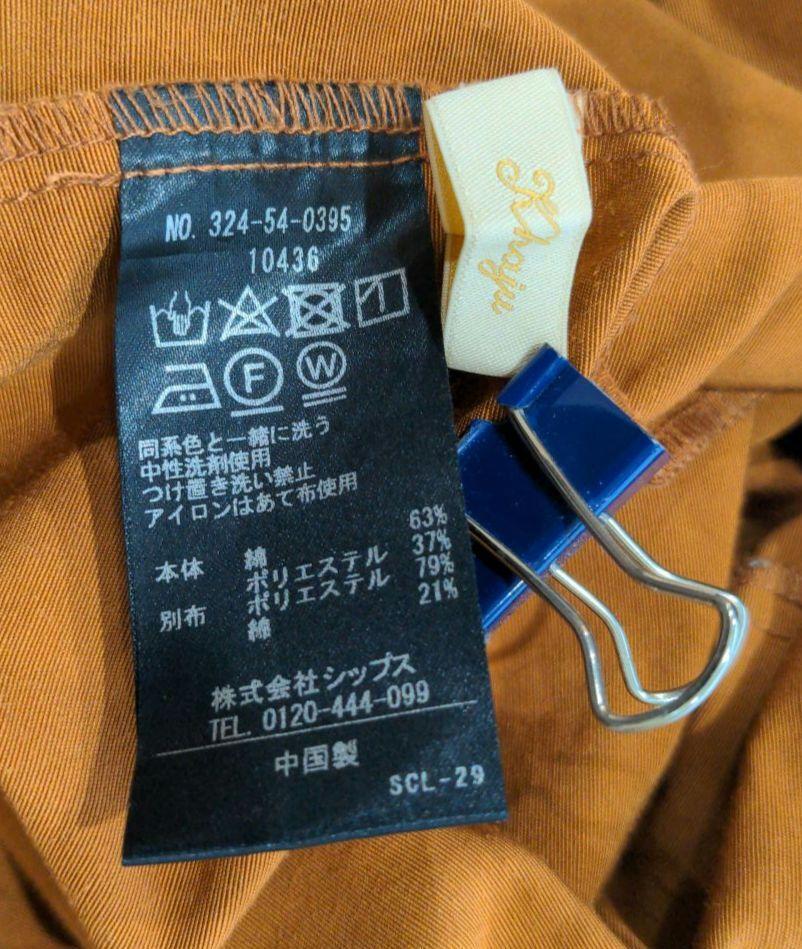 NO. 324-54-0395
10436
F
W
同系色と一緒に洗う
中性洗剤使用
つけ置き洗い禁止
アイロンはあて布使用
本体 綿 63%
ポリエステル 37%
別布 ポリエステル 79%
綿 21%
株式会社シップス
TEL. 0120-444-099
中国製
SCL-29
Khaju